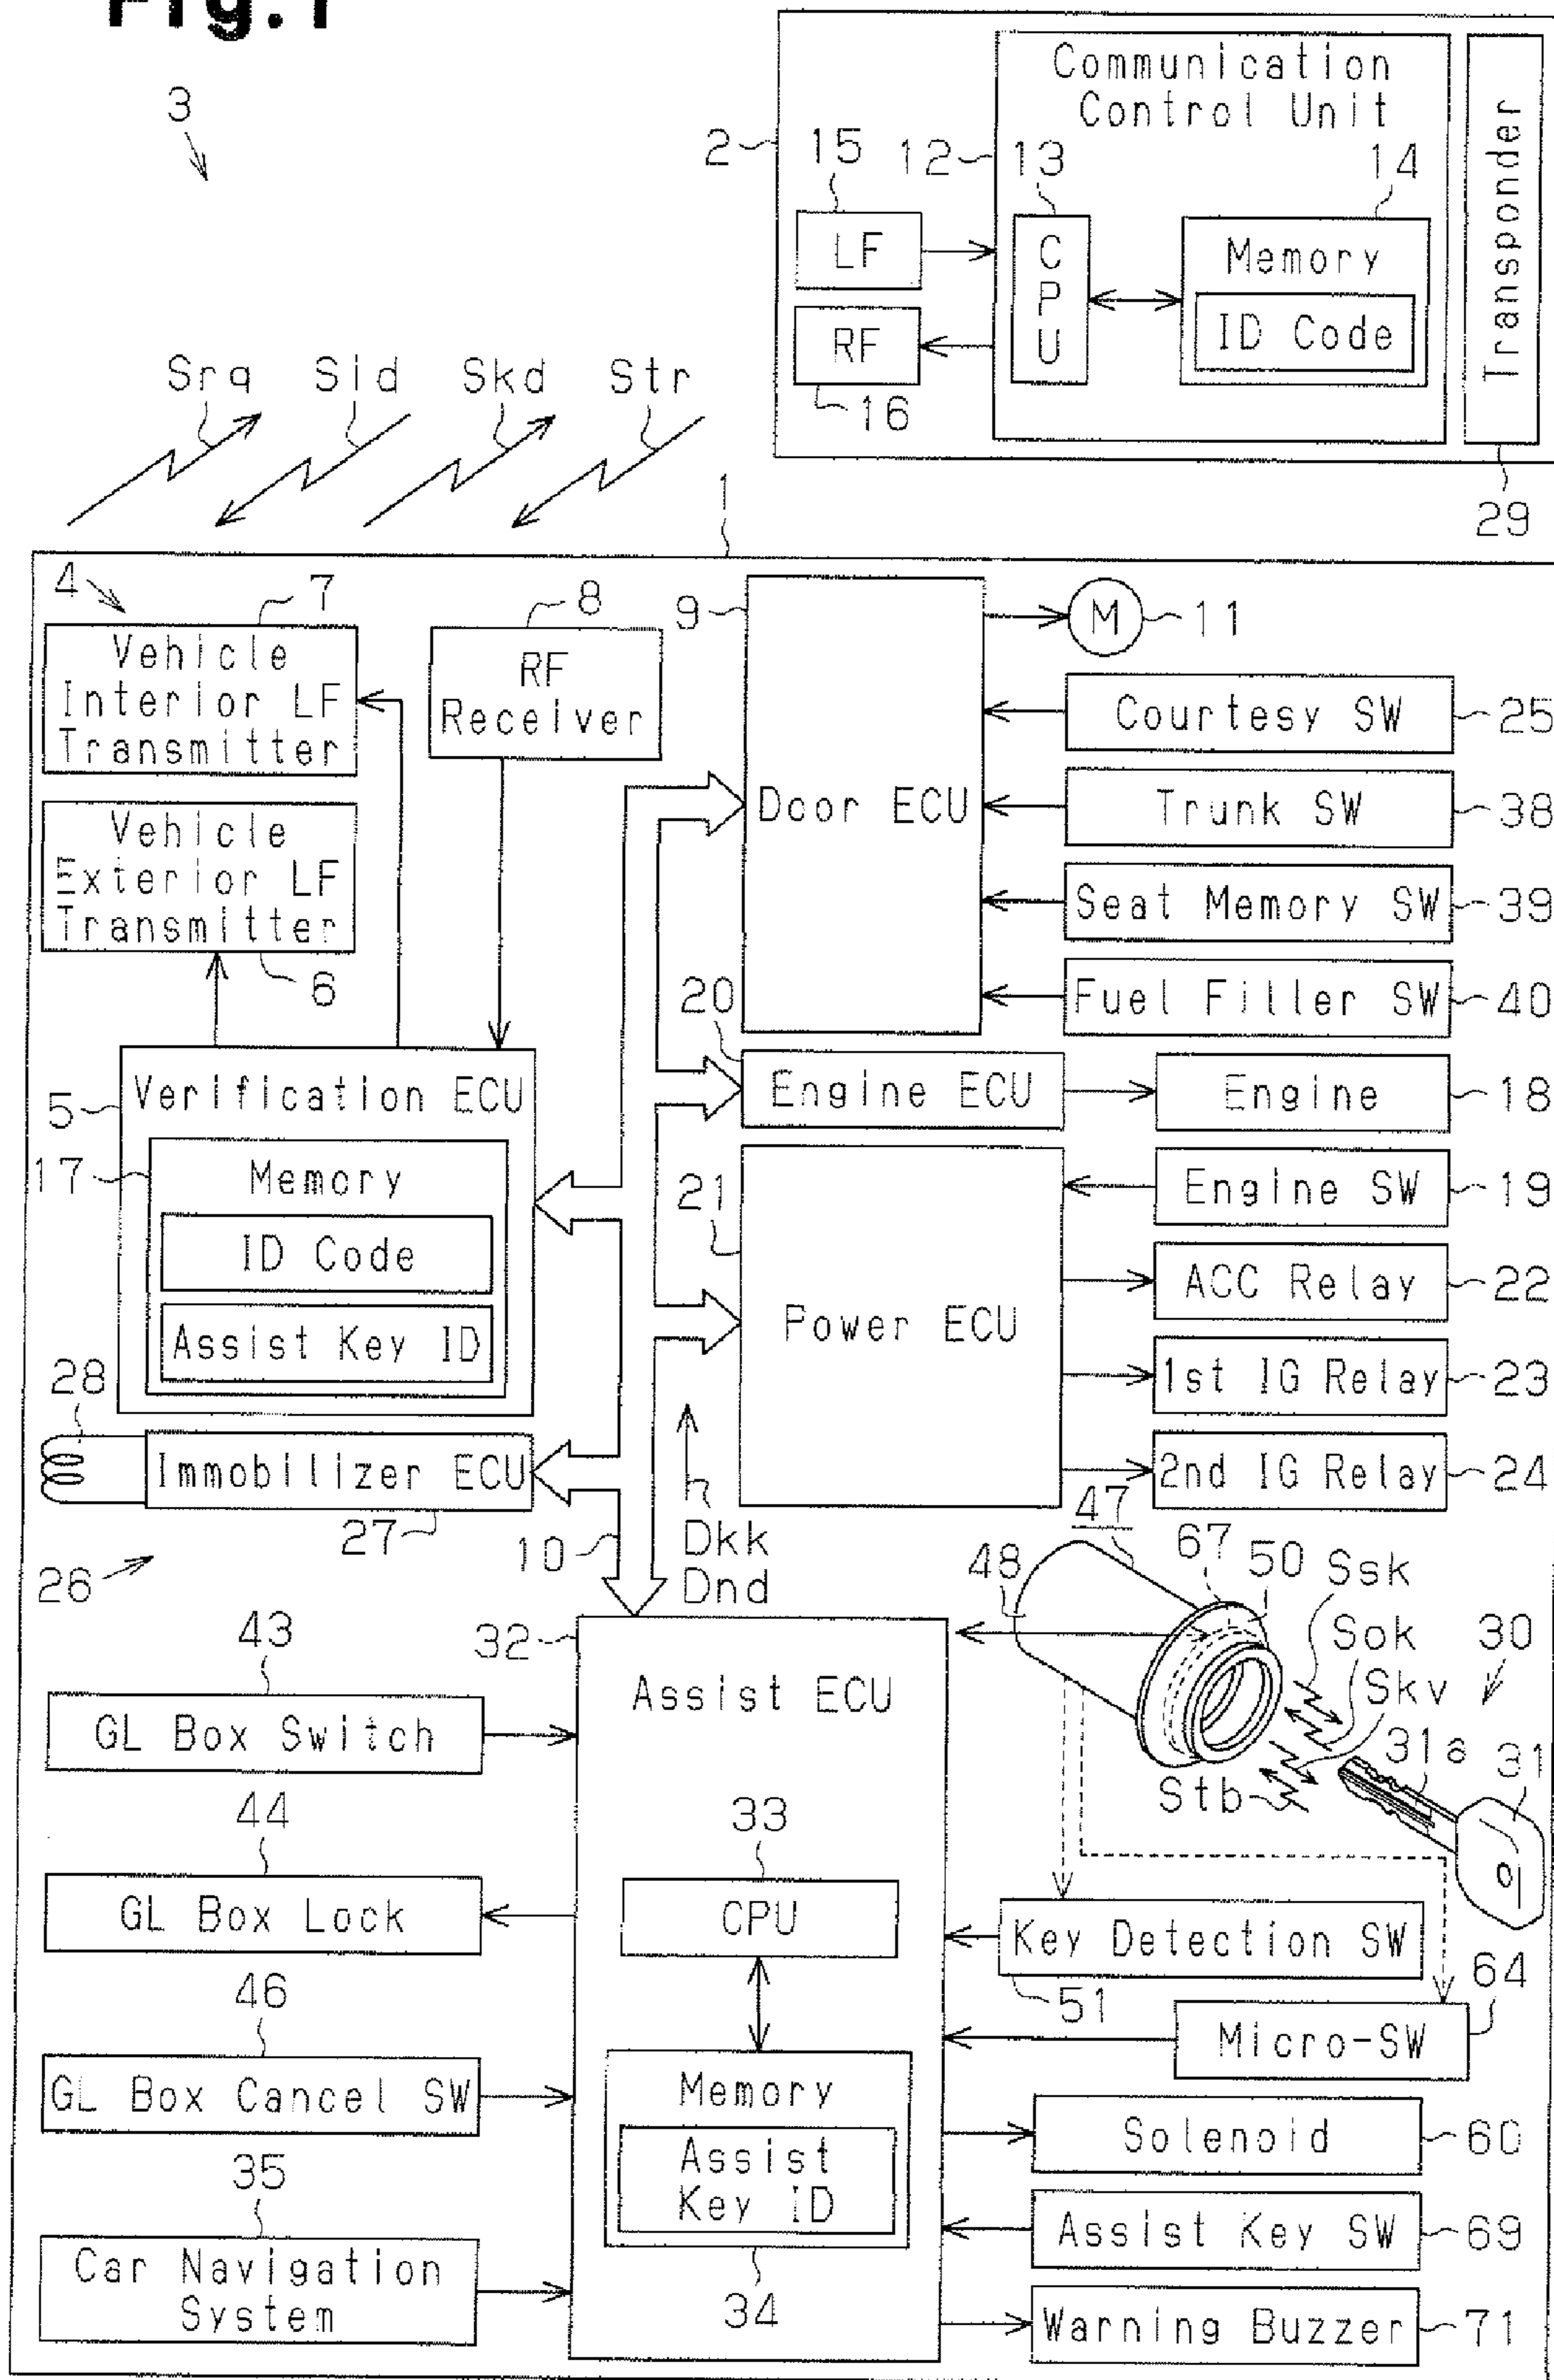 Fig.1
3
Communication
Control Unit
2
15
12
13
14
LF
CPU
Memory
ID Code
RF
16
Transponder
29
Srq
Sid
Skd
Str
1
4
7
8
9
M
11
Vehicle
Interior LF
Transmitter
RF
Receiver
Courtesy SW
25
Door ECU
Trunk SW
38
Vehicle
Exterior LF
Transmitter
6
Seat Memory SW
39
20
Fuel Filler SW
40
5
Verification ECU
Engine ECU
Engine
18
17
Memory
21
Engine SW
19
ID Code
ACC Relay
22
Assist Key ID
Power ECU
1st IG Relay
23
28
Immobilizer ECU
2nd IG Relay
24
27
10
Dkk
Dnd
26
47
48
67
50
Ssk
Sok
Skv
30
Stb
31a
31
43
32
Assist ECU
GL Box Switch
44
33
GL Box Lock
CPU
Key Detection SW
51
64
46
Micro-SW
GL Box Cancel SW
Memory
Assist
Key ID
Solenoid
60
35
Assist Key SW
69
Car Navigation
System
34
Warning Buzzer
71